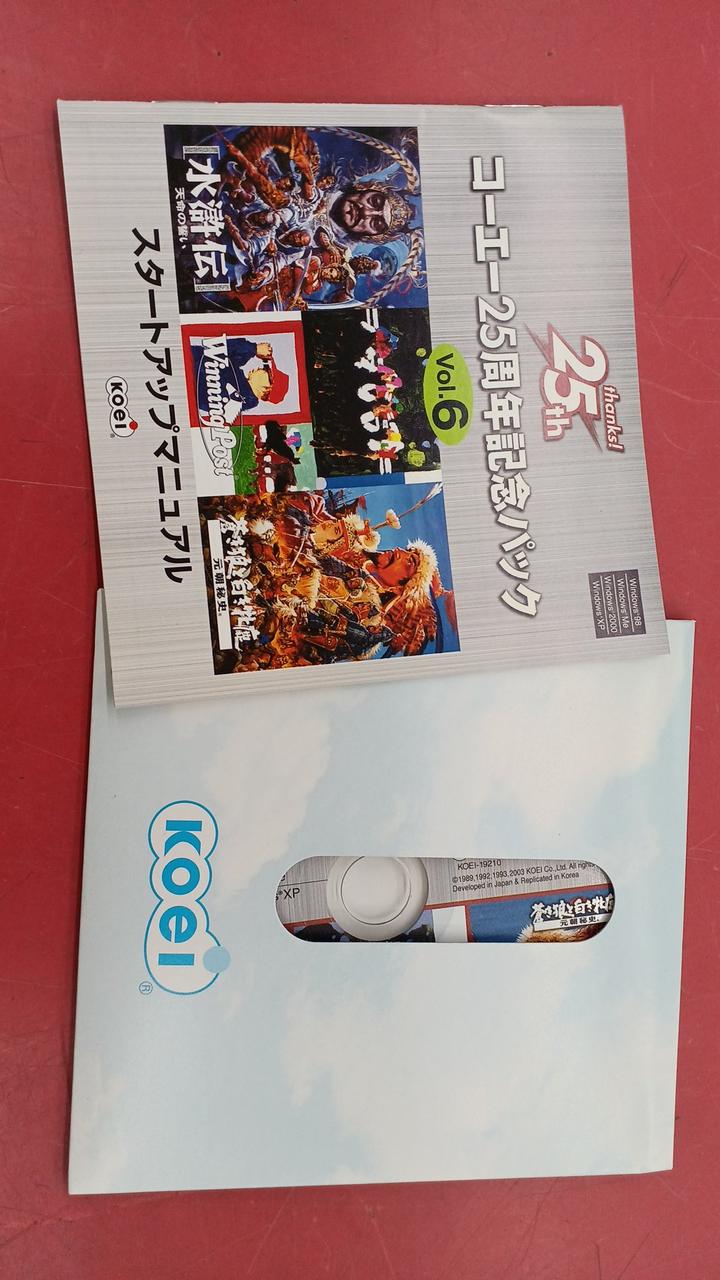 thanks!
25th
コーエー25周年記念パック
Vol.6
水滸伝
天命の誓い
Winning Post
蒼き狼と白き牝鹿
元朝秘史
スタートアップマニュアル
KOEI®
Windows®98
Windows®Me
Windows®2000
Windows®XP
KOEI
®
s®XP
KOEI-19210
©1989,1992,1993,2003 KOEI Co.,Ltd. All rights
Developed in Japan & Replicated in Korea
蒼き狼と白き牝鹿
元朝秘史